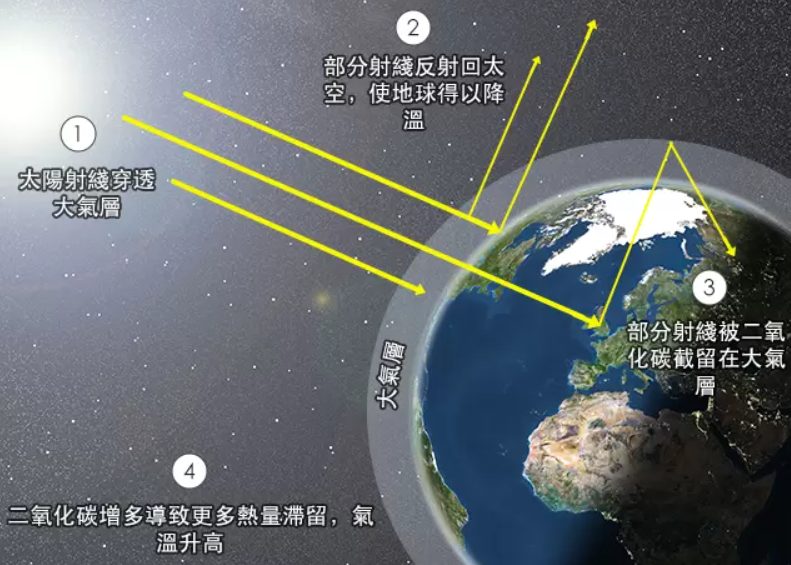 1
太陽射綫穿透
大氣層
2
部分射綫反射回太
空，使地球得以降
溫
3
部分射綫被二氧
化碳截留在大氣
層
大氣層
4
二氧化碳增多導致更多熱量滯留，氣
溫升高